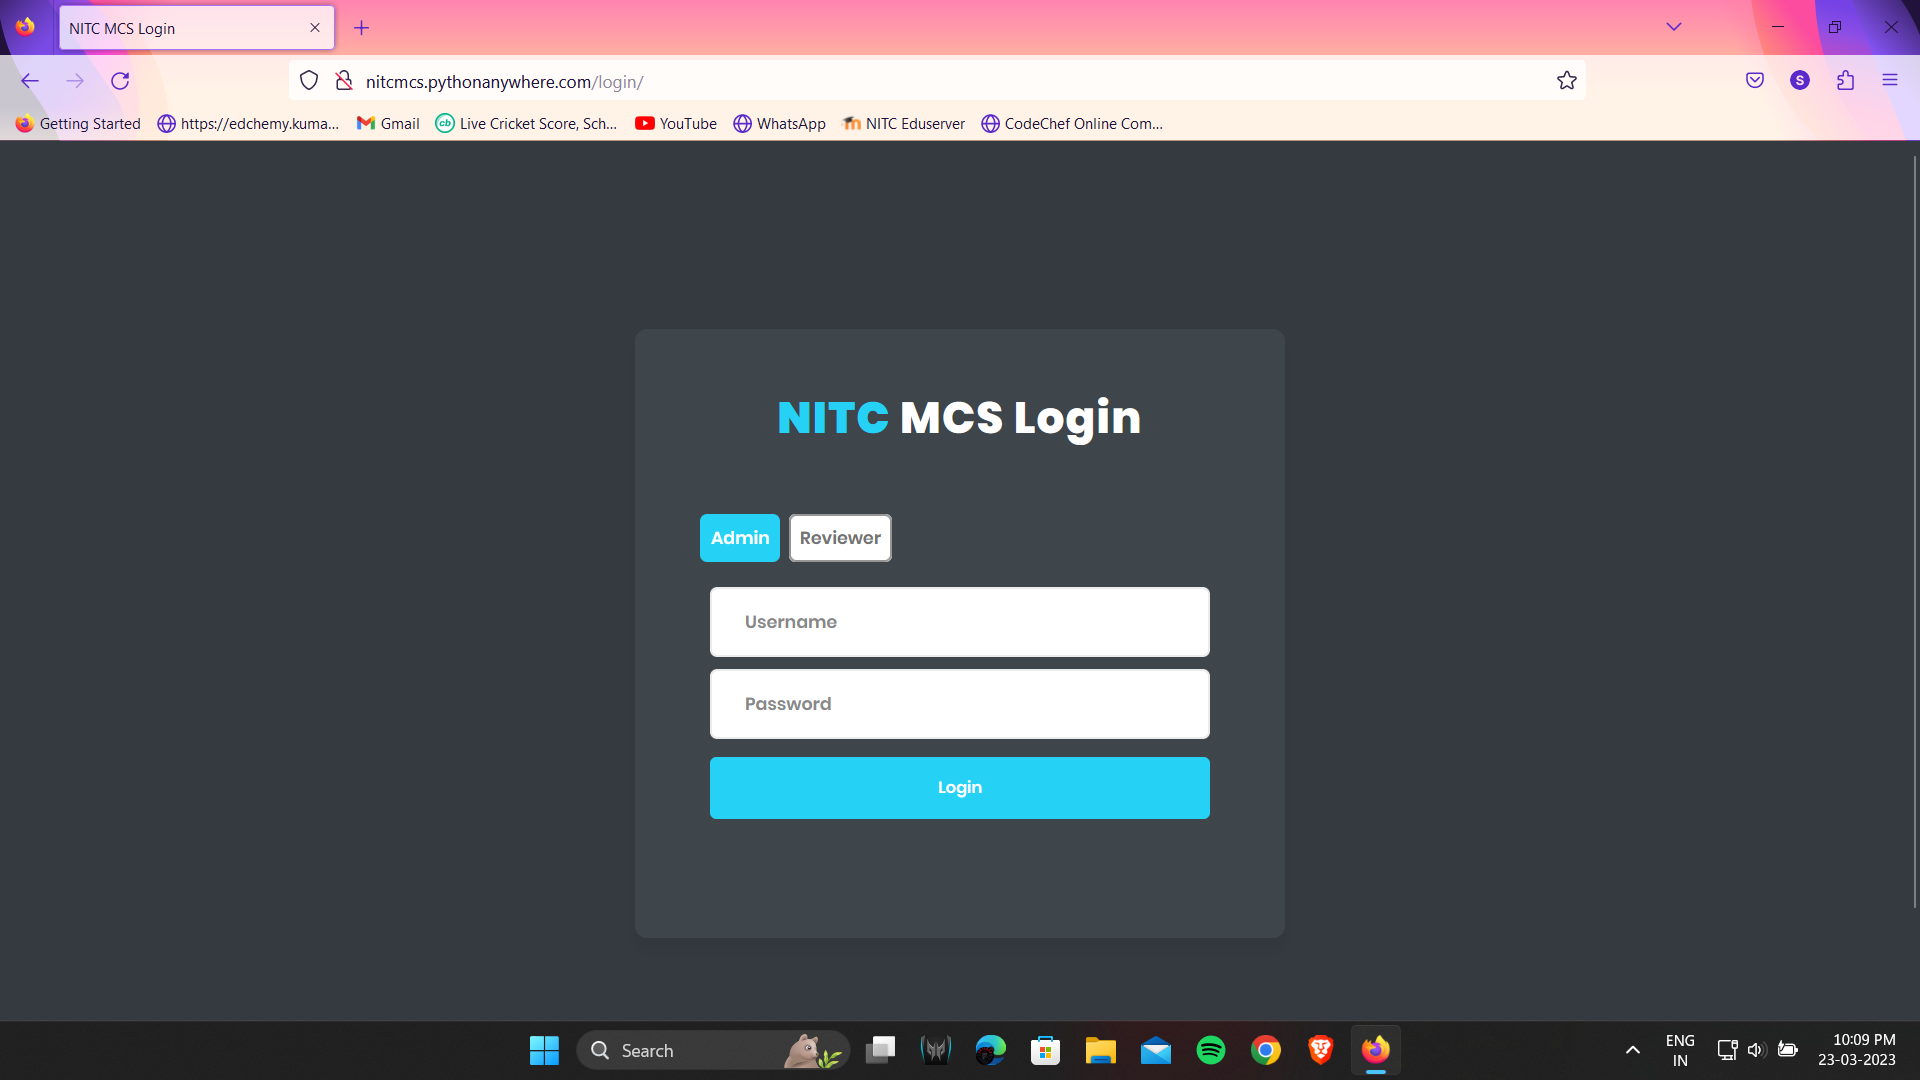 NITC MCS Login
nitcmcs.pythonanywhere.com/login/
S
Getting Started https://edchemy.kuma... Gmail cb Live Cricket Score, Sch... YouTube WhatsApp NITC Eduserver CodeChef Online Com...
NITC MCS Login
Admin Reviewer
Username
Password
Login
Search
ENG
IN
10:09 PM
23-03-2023